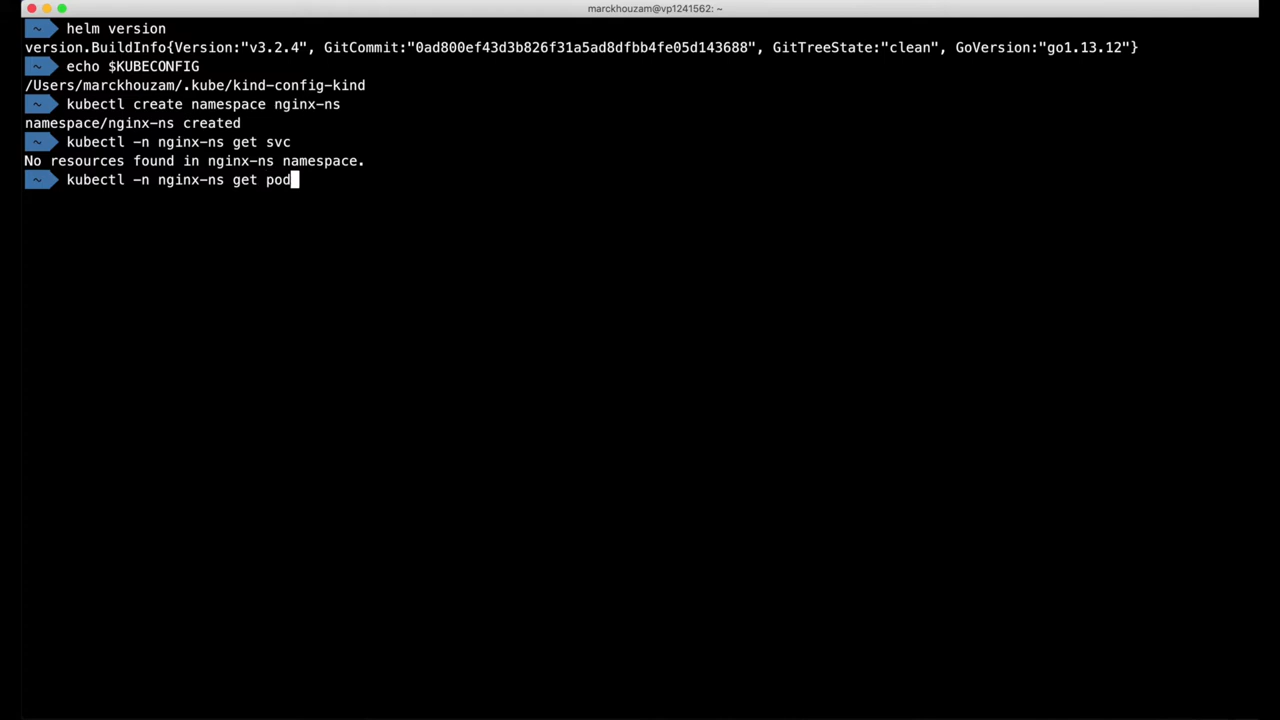 marckhouzam@vp1241562: ~
~ helm version
version.BuildInfo{Version:"v3.2.4", GitCommit:"0ad800ef43d3b826f31a5ad8dfbb4fe05d143688", GitTreeState:"clean", GoVersion:"go1.13.12"}
~ echo $KUBECONFIG
/Users/marckhouzam/.kube/kind-config-kind
~ kubectl create namespace nginx-ns
namespace/nginx-ns created
~ kubectl -n nginx-ns get svc
No resources found in nginx-ns namespace.
~ kubectl -n nginx-ns get pod